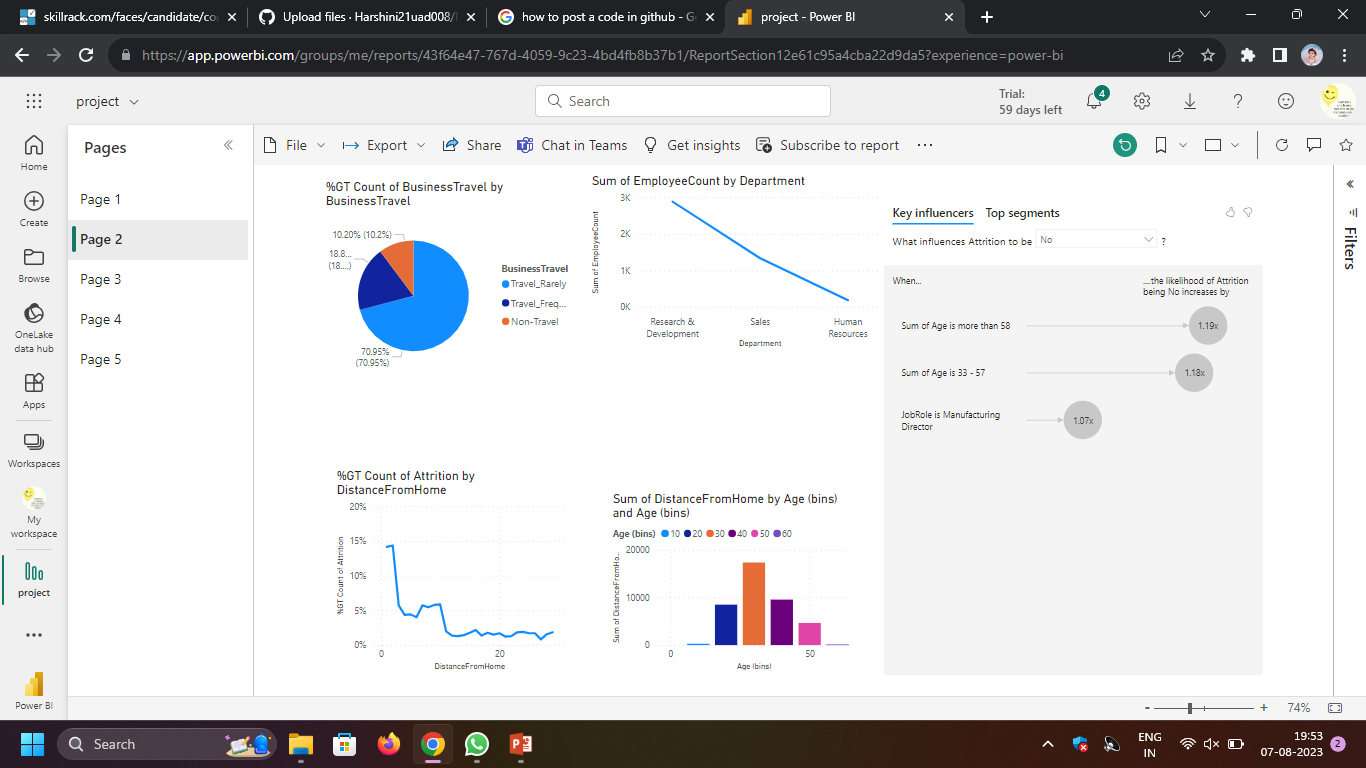 skillrack.com/faces/candidate/co
Upload files · Harshini21uad008/
how to post a code in github - G
project - Power BI
https://app.powerbi.com/groups/me/reports/43f64e47-767d-4059-9c23-4bd4fb8b37b1/ReportSection12e61c95a4cba22d9da5?experience=power-bi
project
Search
Trial:
59 days left
4
Home
Create
Browse
OneLake
data hub
Apps
Workspaces
My
workspace
project
Power BI
Pages
Page 1
Page 2
Page 3
Page 4
Page 5
File
Export
Share
Chat in Teams
Get insights
Subscribe to report
%GT Count of BusinessTravel by
BusinessTravel
10.20% (10.2%)
18.8...
(18....)
70.95%
(70.95%)
BusinessTravel
Travel_Rarely
Travel_Freq...
Non-Travel
Sum of EmployeeCount by Department
Sum of EmployeeCount
3K
2K
1K
0K
Research &
Development
Sales
Human
Resources
Department
Key influencers
Top segments
What influences Attrition to be
No
?
When...
....the likelihood of Attrition
being No increases by
Sum of Age is more than 58
1.19x
Sum of Age is 33 - 57
1.18x
JobRole is Manufacturing
Director
1.07x
Filters
%GT Count of Attrition by
DistanceFromHome
%GT Count of Attrition
20%
15%
10%
5%
0%
0
20
DistanceFromHome
Sum of DistanceFromHome by Age (bins)
and Age (bins)
Age (bins) 10 20 30 40 50 60
Sum of DistanceFromHo...
20000
10000
0
0
50
Age (bins)
- + 74%
Search
ENG
IN
19:53
07-08-2023
2